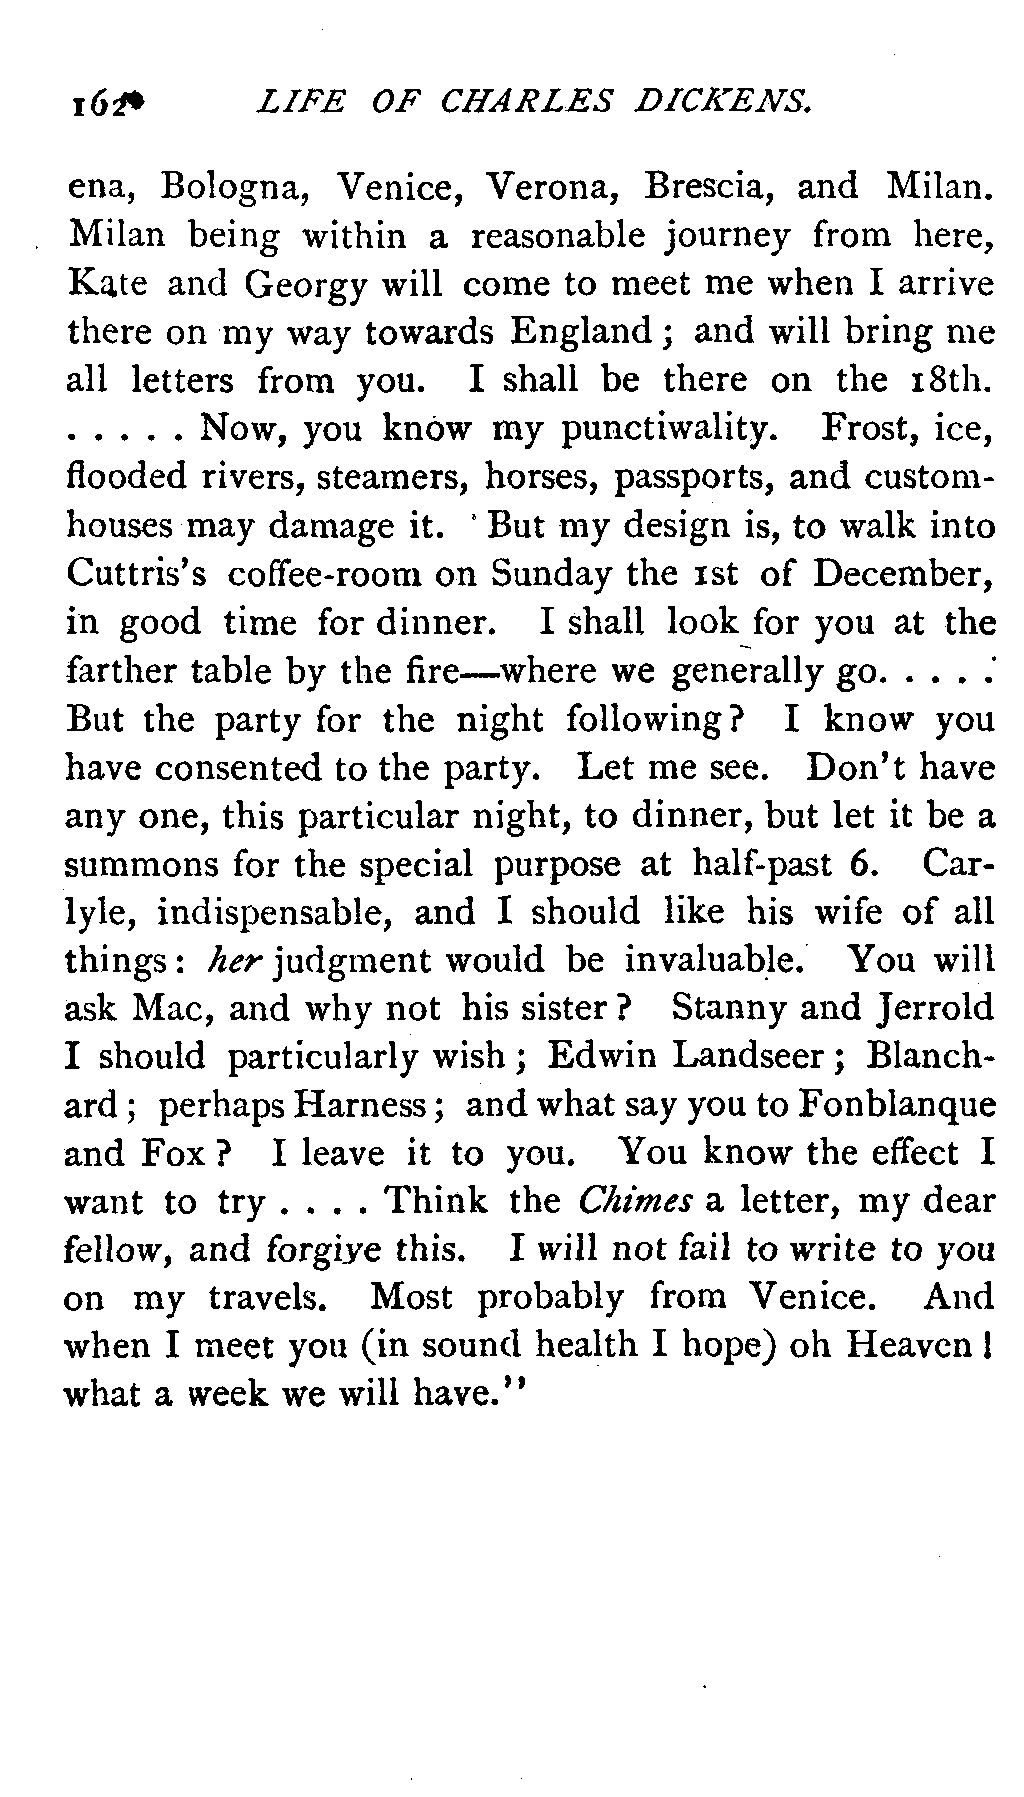 162 LIFE OF CHARLES DICKENS.
ena, Bologna, Venice, Verona, Brescia, and Milan.
Milan being within a reasonable journey from here,
Kate and Georgy will come to meet me when I arrive
there on my way towards England; and will bring me
all letters from you. I shall be there on the 18th.
. . . . . Now, you know my punctiwality. Frost, ice,
flooded rivers, steamers, horses, passports, and custom-
houses may damage it. But my design is, to walk into
Cuttris's coffee-room on Sunday the 1st of December,
in good time for dinner. I shall look for you at the
farther table by the fire—where we generally go. . . . .
But the party for the night following? I know you
have consented to the party. Let me see. Don't have
any one, this particular night, to dinner, but let it be a
summons for the special purpose at half-past 6. Car-
lyle, indispensable, and I should like his wife of all
things: her judgment would be invaluable. You will
ask Mac, and why not his sister? Stanny and Jerrold
I should particularly wish; Edwin Landseer; Blanch-
ard; perhaps Harness; and what say you to Fonblanque
and Fox? I leave it to you. You know the effect I
want to try . . . . Think the Chimes a letter, my dear
fellow, and forgive this. I will not fail to write to you
on my travels. Most probably from Venice. And
when I meet you (in sound health I hope) oh Heaven!
what a week we will have."